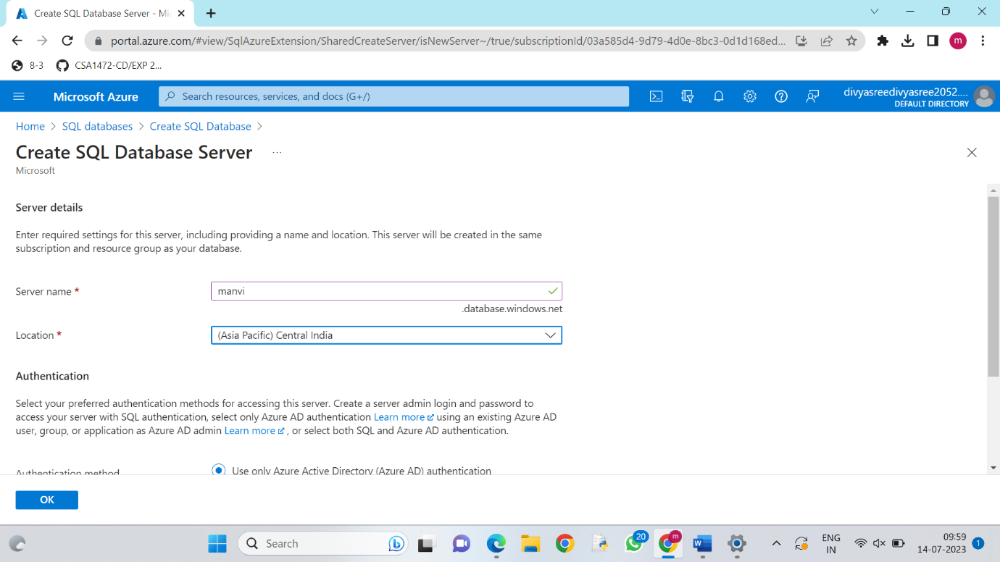 Create SQL Database Server - Mi
portal.azure.com/#view/SqlAzureExtension/SharedCreateServer/isNewServer~/true/subscriptionId/03a585d4-9d79-4d0e-8bc3-0d1d168ed...
m
8-3
CSA1472-CD/EXP 2...
Microsoft Azure
Search resources, services, and docs (G+/)
divyasreedivyasree2052....
DEFAULT DIRECTORY
Home > SQL databases > Create SQL Database >
Create SQL Database Server ...
Microsoft
Server details
Enter required settings for this server, including providing a name and location. This server will be created in the same
subscription and resource group as your database.
Server name *
manvi
.database.windows.net
Location *
(Asia Pacific) Central India
Authentication
Select your preferred authentication methods for accessing this server. Create a server admin login and password to
access your server with SQL authentication, select only Azure AD authentication Learn more using an existing Azure AD
user, group, or application as Azure AD admin Learn more , or select both SQL and Azure AD authentication.
Authentication method
Use only Azure Active Directory (Azure AD) authentication
OK
Search
20
m
W
ENG
IN
09:59
14-07-2023
1